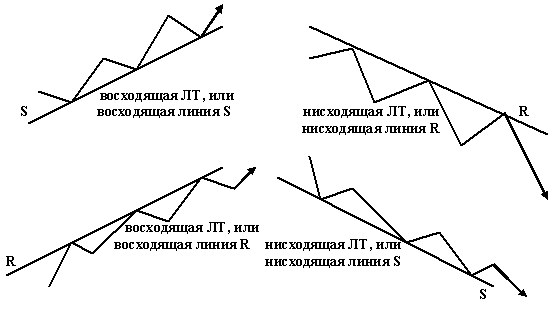 S
восходящая ЛТ, или
восходящая линия S
нисходящая ЛТ, или
нисходящая линия R
R
R
восходящая ЛТ, или
восходящая линия R
нисходящая ЛТ, или
нисходящая линия S
S